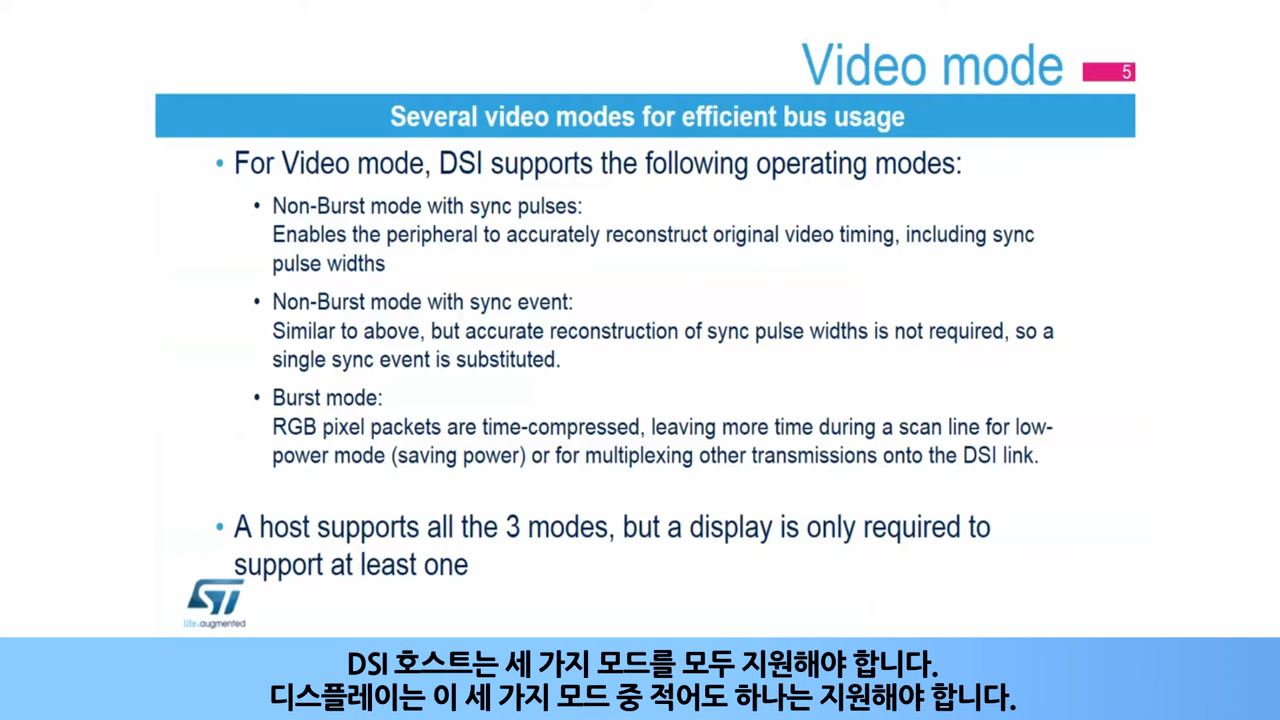 Video mode
5
Several video modes for efficient bus usage
• For Video mode, DSI supports the following operating modes:
• Non-Burst mode with sync pulses:
Enables the peripheral to accurately reconstruct original video timing, including sync
pulse widths
• Non-Burst mode with sync event:
Similar to above, but accurate reconstruction of sync pulse widths is not required, so a
single sync event is substituted.
• Burst mode:
RGB pixel packets are time-compressed, leaving more time during a scan line for low-
power mode (saving power) or for multiplexing other transmissions onto the DSI link.
• A host supports all the 3 modes, but a display is only required to
support at least one
ST
life.augmented
DSI 호스트는 세 가지 모드를 모두 지원해야 합니다.
디스플레이는 이 세 가지 모드 중 적어도 하나는 지원해야 합니다.